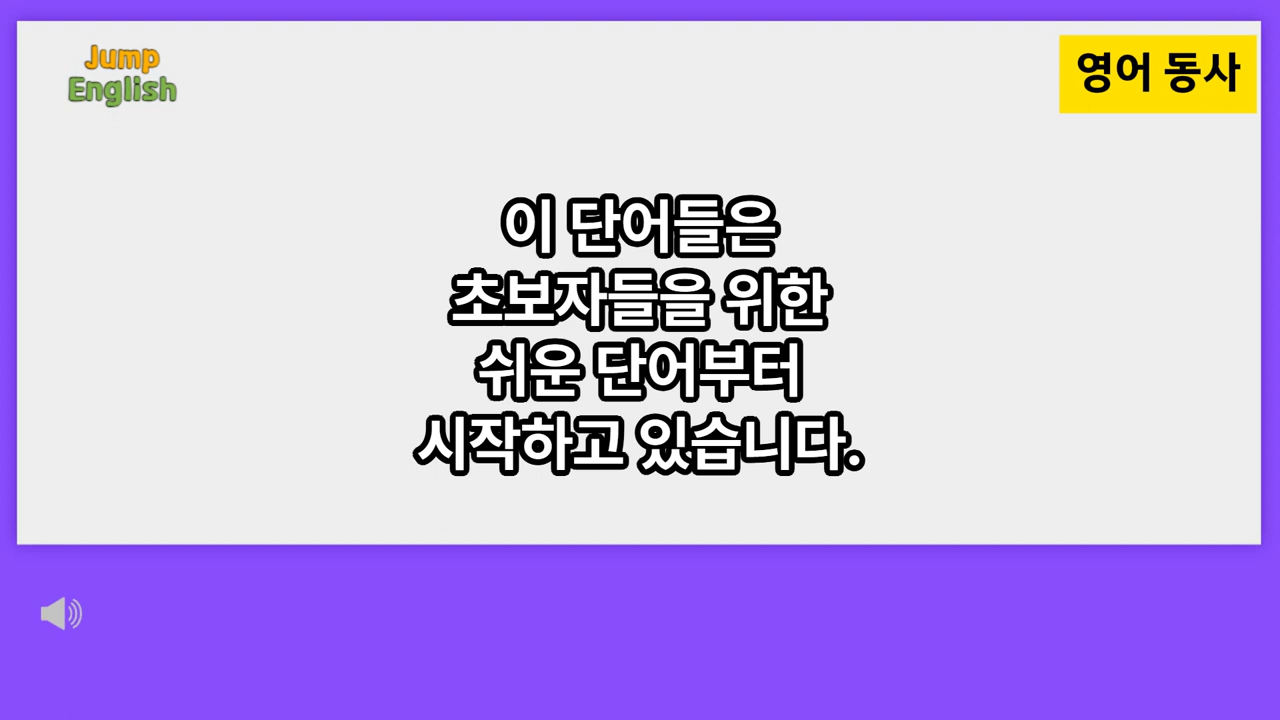 Jump
English
영어 동사
이 단어들은
초보자들을 위한
쉬운 단어부터
시작하고 있습니다.